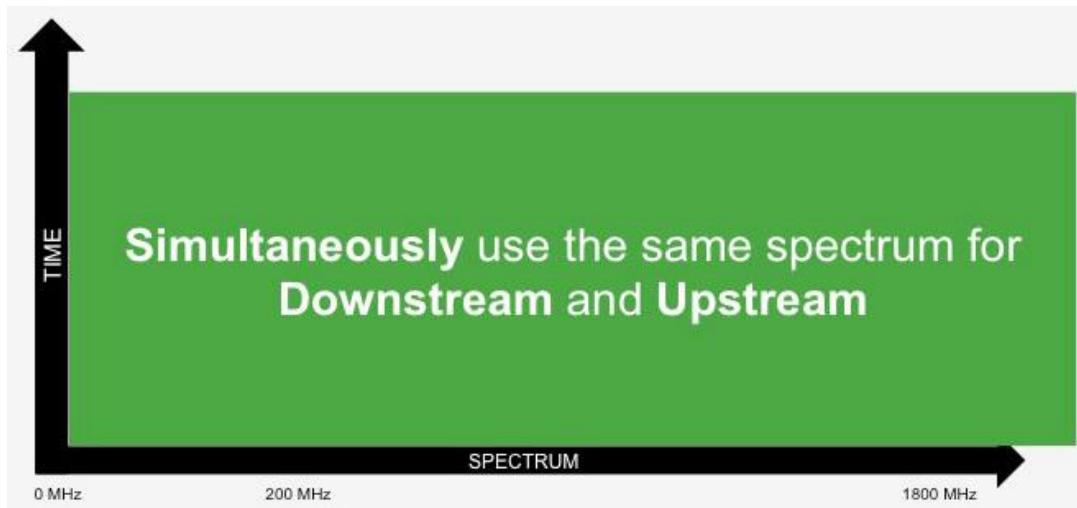 TIME
Simultaneously use the same spectrum for
Downstream and Upstream
SPECTRUM
0 MHz
200 MHz
1800 MHz